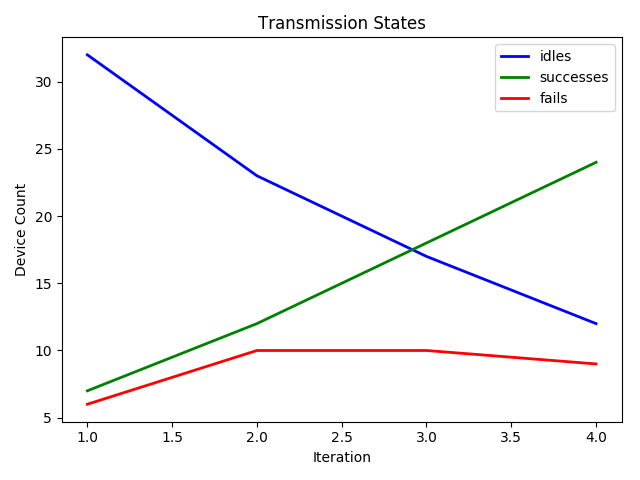 Transmission States
idles
successes
fails
Device Count
30
25
20
15
10
5
1.0 1.5 2.0 2.5 3.0 3.5 4.0
Iteration